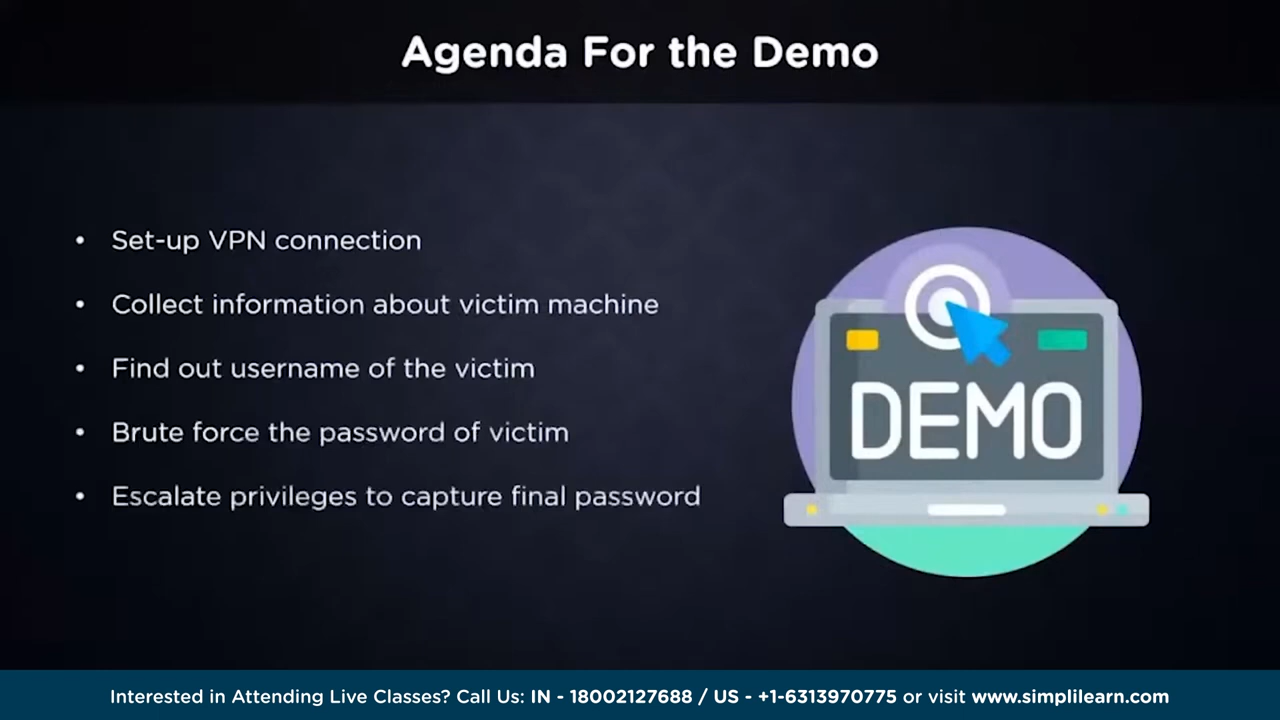 Agenda For the Demo
• Set-up VPN connection
• Collect information about victim machine
• Find out username of the victim
• Brute force the password of victim
• Escalate privileges to capture final password
DEMO
Interested in Attending Live Classes? Call Us: IN - 18002127688 / US - +1-6313970775 or visit www.simplilearn.com